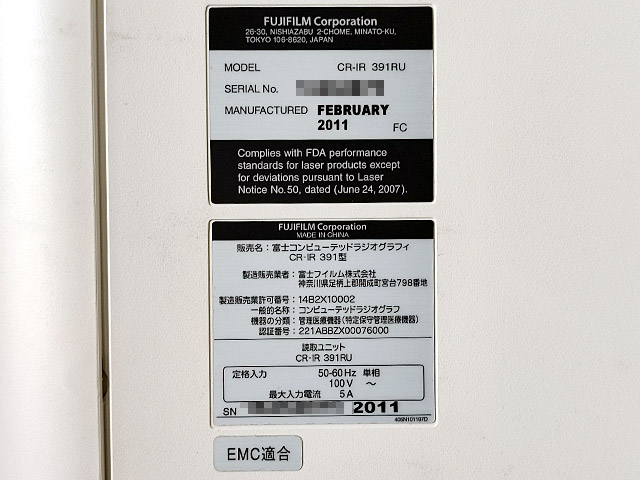 FUJIFILM Corporation
26-30, NISHIAZABU 2-CHOME, MINATO-KU,
TOKYO 106-8620, JAPAN
MODEL CR-IR 391RU
SERIAL No.
MANUFACTURED FEBRUARY
2011 FC
Complies with FDA performance
standards for laser products except
for deviations pursuant to Laser
Notice No.50, dated (June 24, 2007).
FUJIFILM Corporation
MADE IN CHINA
販売名：富士コンピューテッドラジオグラフィ
CR-IR 391型
製造販売業者：富士フイルム株式会社
神奈川県足柄上郡開成町宮台798番地
製造販売業許可番号：14B2X10002
一般的名称：コンピューテッドラジオグラフ
機器の分類：管理医療機器(特定保守管理医療機器)
認証番号：221ABBZX00076000
読取ユニット
CR-IR 391RU
定格入力 50-60Hz 単相
100V ～
最大入力電流 5A
SN 2011
406N101197D
EMC適合